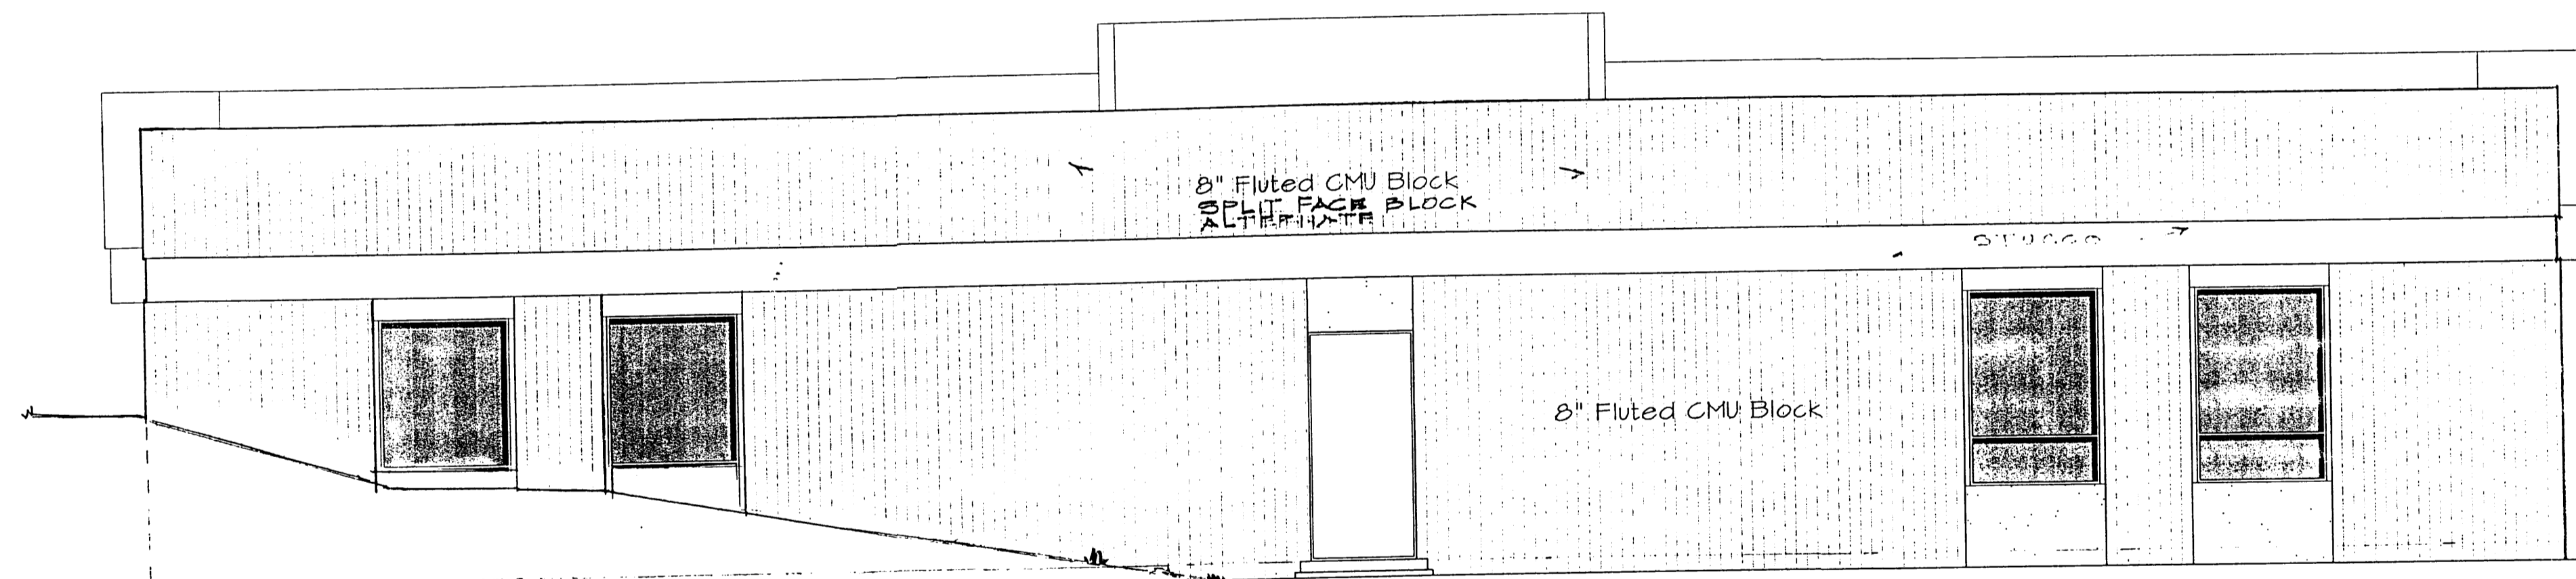 8" Fluted CMU Block
SPLIT FACE BLOCK
ALTERNATE
STUCCO
8" Fluted CMU Block